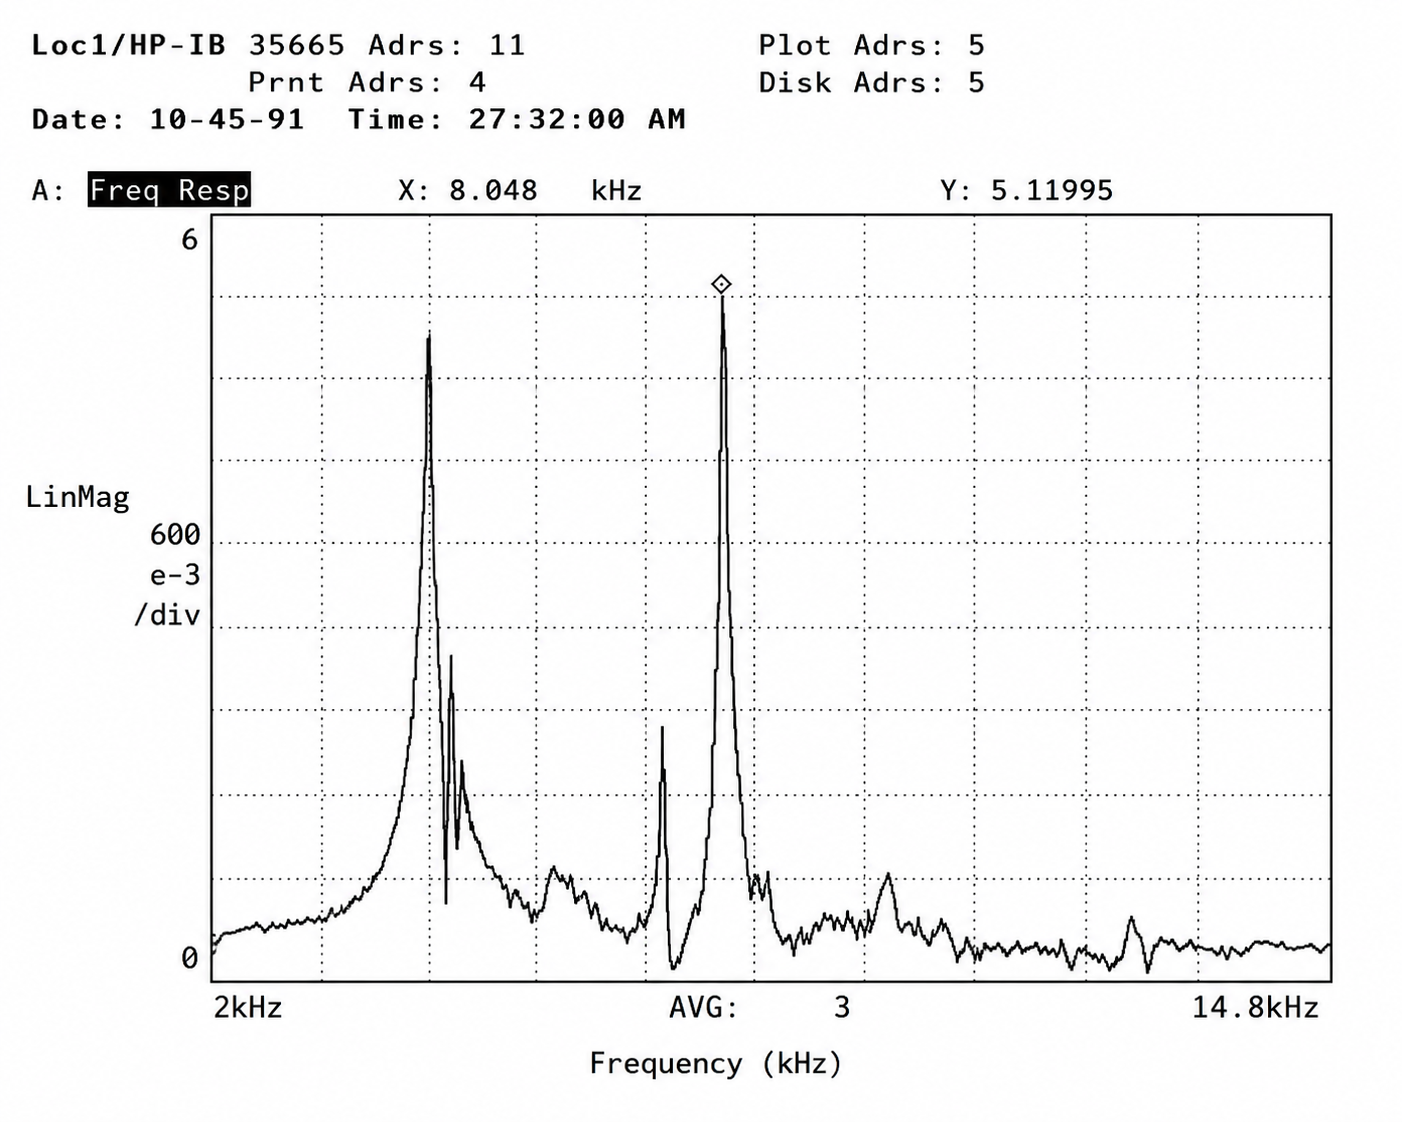 Loc1/HP-IB 35665 Adrs: 11 Plot Adrs: 5
Prnt Adrs: 4 Disk Adrs: 5
Date: 10-45-91 Time: 27:32:00 AM
A: Freq Resp X: 8.048 kHz Y: 5.11995
6
LinMag
600
e-3
/div
0
2kHz AVG: 3 14.8kHz
Frequency (kHz)